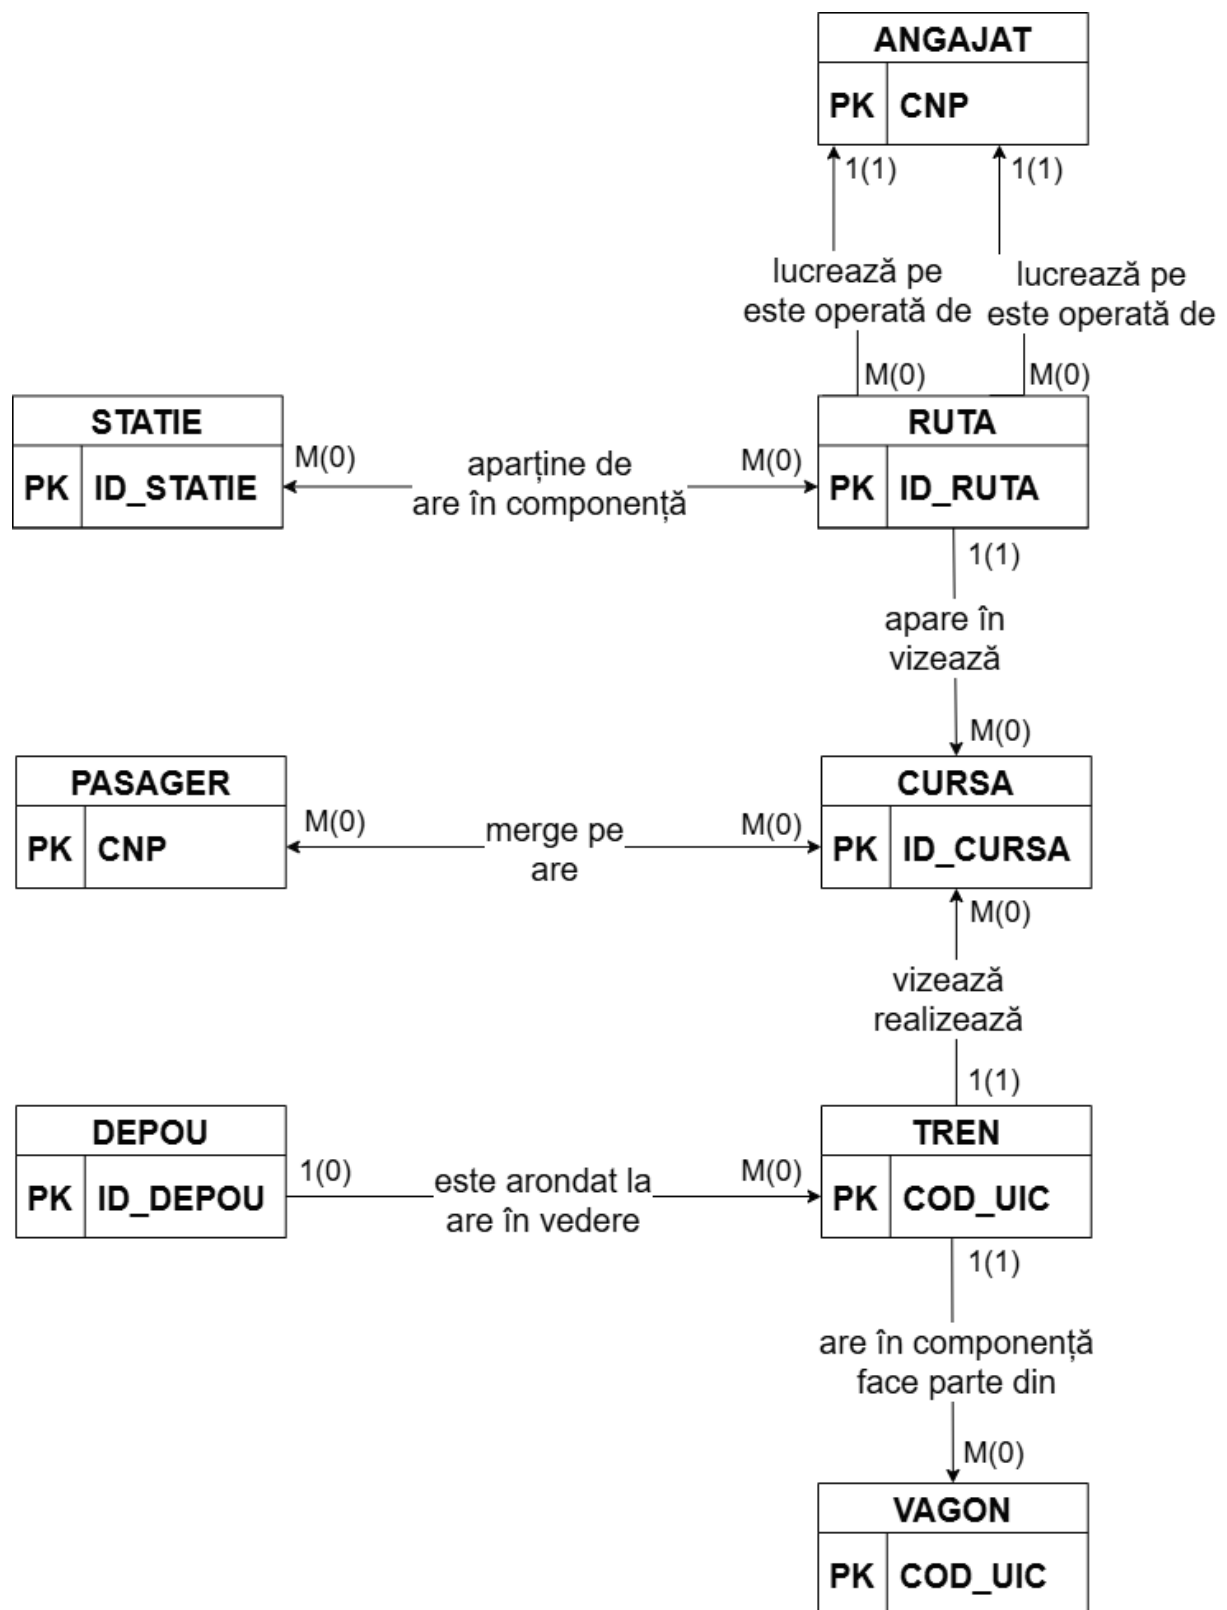 ANGAJAT
PK CNP
1(1) 1(1)
lucrează pe
este operată de
lucrează pe
este operată de
M(0) M(0)
STATIE
PK ID_STATIE
M(0)
aparține de
are în componență
M(0)
RUTA
PK ID_RUTA
1(1)
apare în
vizează
M(0)
PASAGER
PK CNP
M(0)
merge pe
are
M(0)
CURSA
PK ID_CURSA
M(0)
vizează
realizează
1(1)
DEPOU
PK ID_DEPOU
1(0)
este arondat la
are în vedere
M(0)
TREN
PK COD_UIC
1(1)
are în componență
face parte din
M(0)
VAGON
PK COD_UIC